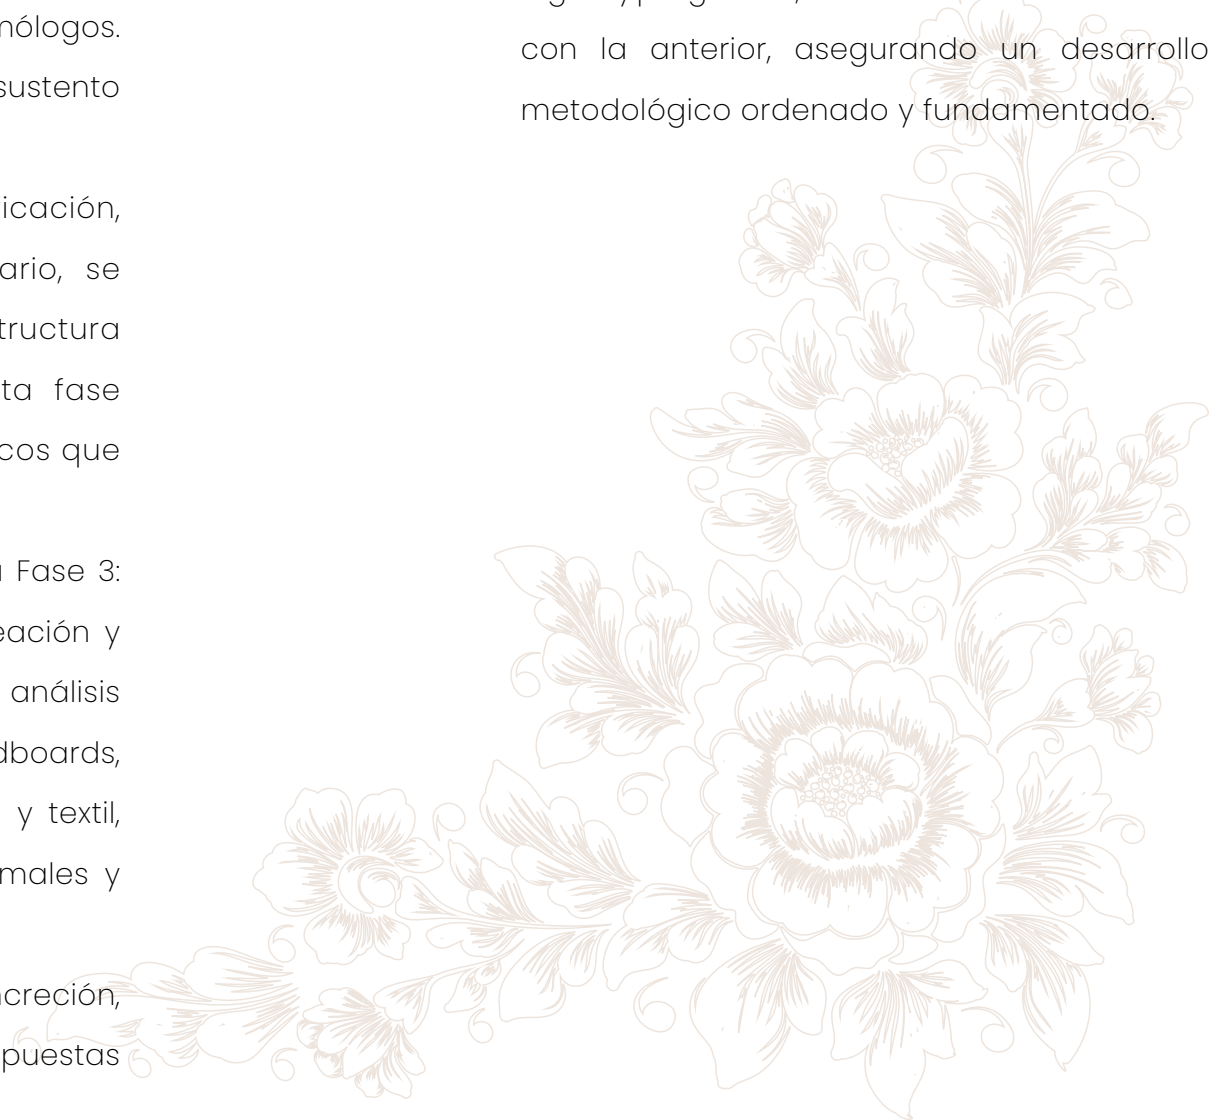 nólogos.
sustento
icación,
ario, se
tructura
ta fase
cos que
Fase 3:
eación y
análisis
dboards,
y textil,
males y
creción,
puestas
con la anterior, asegurando un desarrollo
metodológico ordenado y fundamentado.